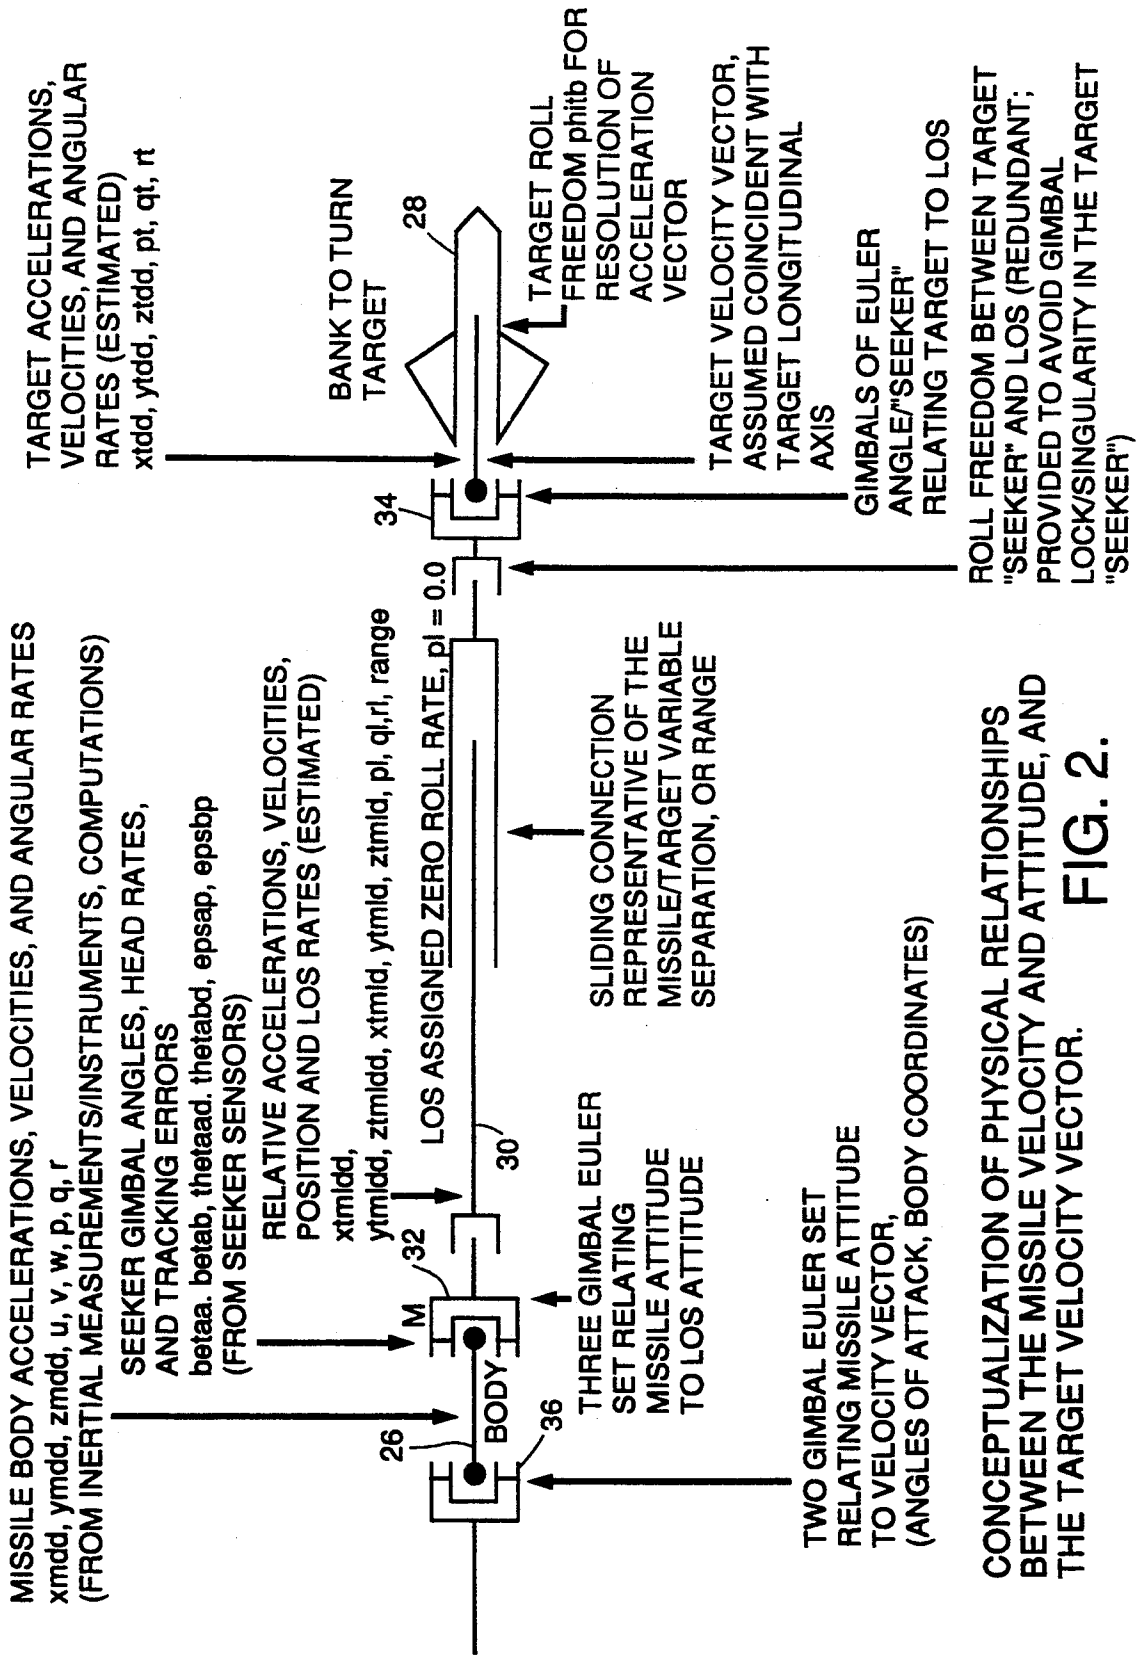 MISSILE BODY ACCELERATIONS, VELOCITIES, AND ANGULAR RATES
xmdd, ymdd, zmdd, u, v, w, p, q, r
(FROM INERTIAL MEASUREMENTS/INSTRUMENTS, COMPUTATIONS)
SEEKER GIMBAL ANGLES, HEAD RATES,
AND TRACKING ERRORS
betaa. betab, thetaad. thetabd, epsap, epsbp
(FROM SEEKER SENSORS)
RELATIVE ACCELERATIONS, VELOCITIES,
POSITION AND LOS RATES (ESTIMATED)
xtmldd,
ytmldd, ztmldd, xtmld, ytmld, ztmld, pl, ql,rl, range
LOS ASSIGNED ZERO ROLL RATE, pl = 0.0
TARGET ACCELERATIONS,
VELOCITIES, AND ANGULAR
RATES (ESTIMATED)
xtdd, ytdd, ztdd, pt, qt, rt
BANK TO TURN
TARGET
28
34
M
32
26
BODY
36
30
TARGET ROLL
FREEDOM phitb FOR
RESOLUTION OF
ACCELERATION
VECTOR
TARGET VELOCITY VECTOR,
ASSUMED COINCIDENT WITH
TARGET LONGITUDINAL
AXIS
GIMBALS OF EULER
ANGLE/"SEEKER"
RELATING TARGET TO LOS
ROLL FREEDOM BETWEEN TARGET
"SEEKER" AND LOS (REDUNDANT;
PROVIDED TO AVOID GIMBAL
LOCK/SINGULARITY IN THE TARGET
"SEEKER")
SLIDING CONNECTION
REPRESENTATIVE OF THE
MISSILE/TARGET VARIABLE
SEPARATION, OR RANGE
THREE GIMBAL EULER
SET RELATING
MISSILE ATTITUDE
TO LOS ATTITUDE
TWO GIMBAL EULER SET
RELATING MISSILE ATTITUDE
TO VELOCITY VECTOR,
(ANGLES OF ATTACK, BODY COORDINATES)
CONCEPTUALIZATION OF PHYSICAL RELATIONSHIPS
BETWEEN THE MISSILE VELOCITY AND ATTITUDE, AND
THE TARGET VELOCITY VECTOR.
FIG. 2.